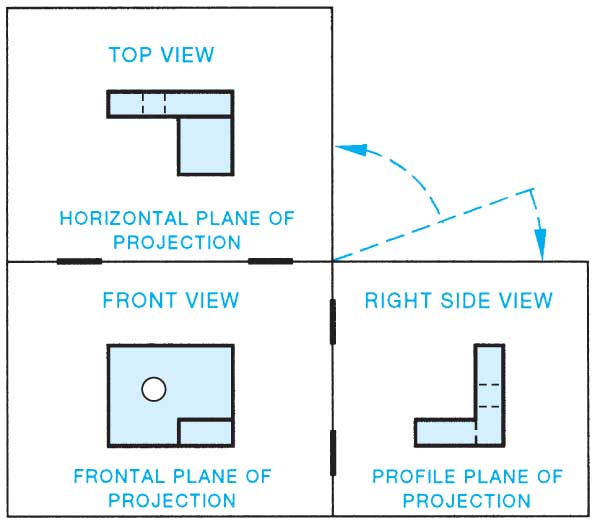 TOP VIEW
HORIZONTAL PLANE OF
PROJECTION
FRONT VIEW
FRONTAL PLANE OF
PROJECTION
RIGHT SIDE VIEW
PROFILE PLANE OF
PROJECTION